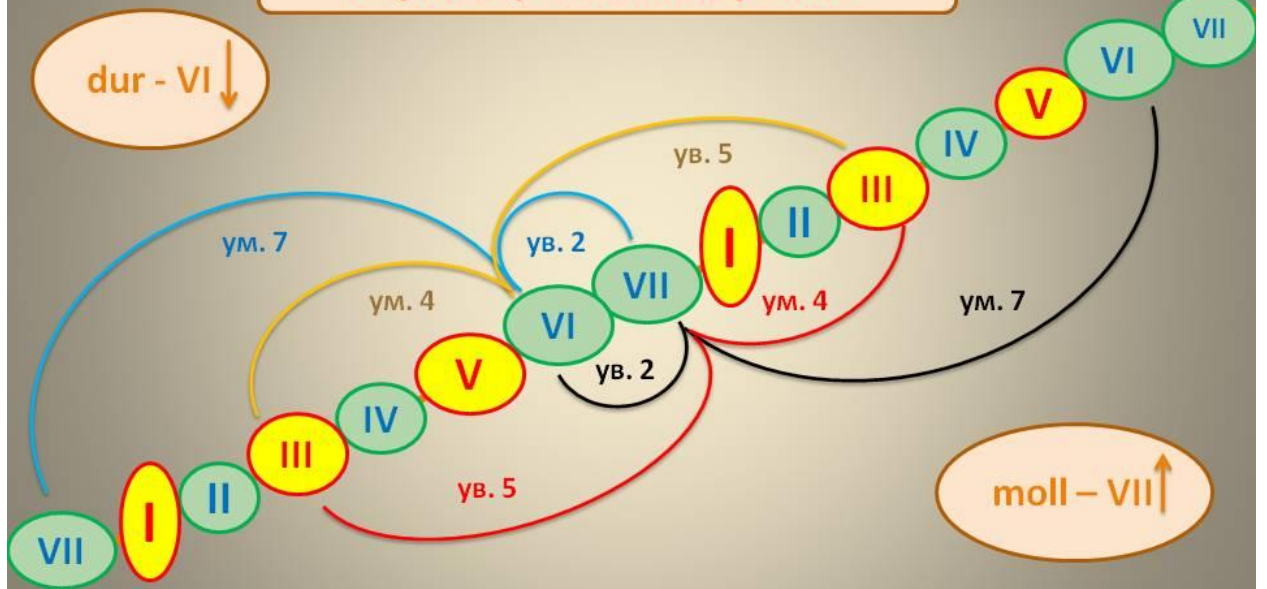 dur - VI↓
VII
VI
V
IV
III
II
I
VII
VI
V
IV
III
II
I
VII
ув. 5
ум. 7
ув. 2
ум. 4
ум. 4
ум. 7
ув. 2
ув. 5
moll – VII↑